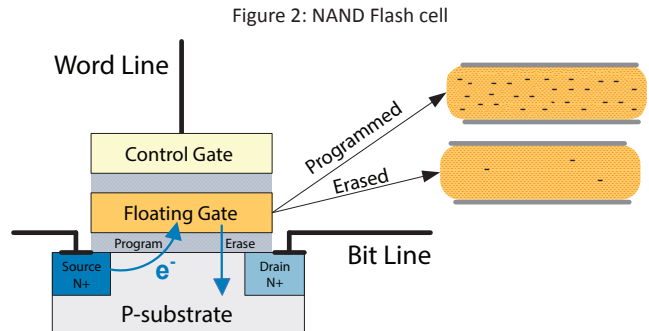 Figure 2: NAND Flash cell
Word Line
Programmed
Control Gate
Erased
Floating Gate
Program
Erase
Bit Line
Source
N+
e-
Drain
N+
P-substrate